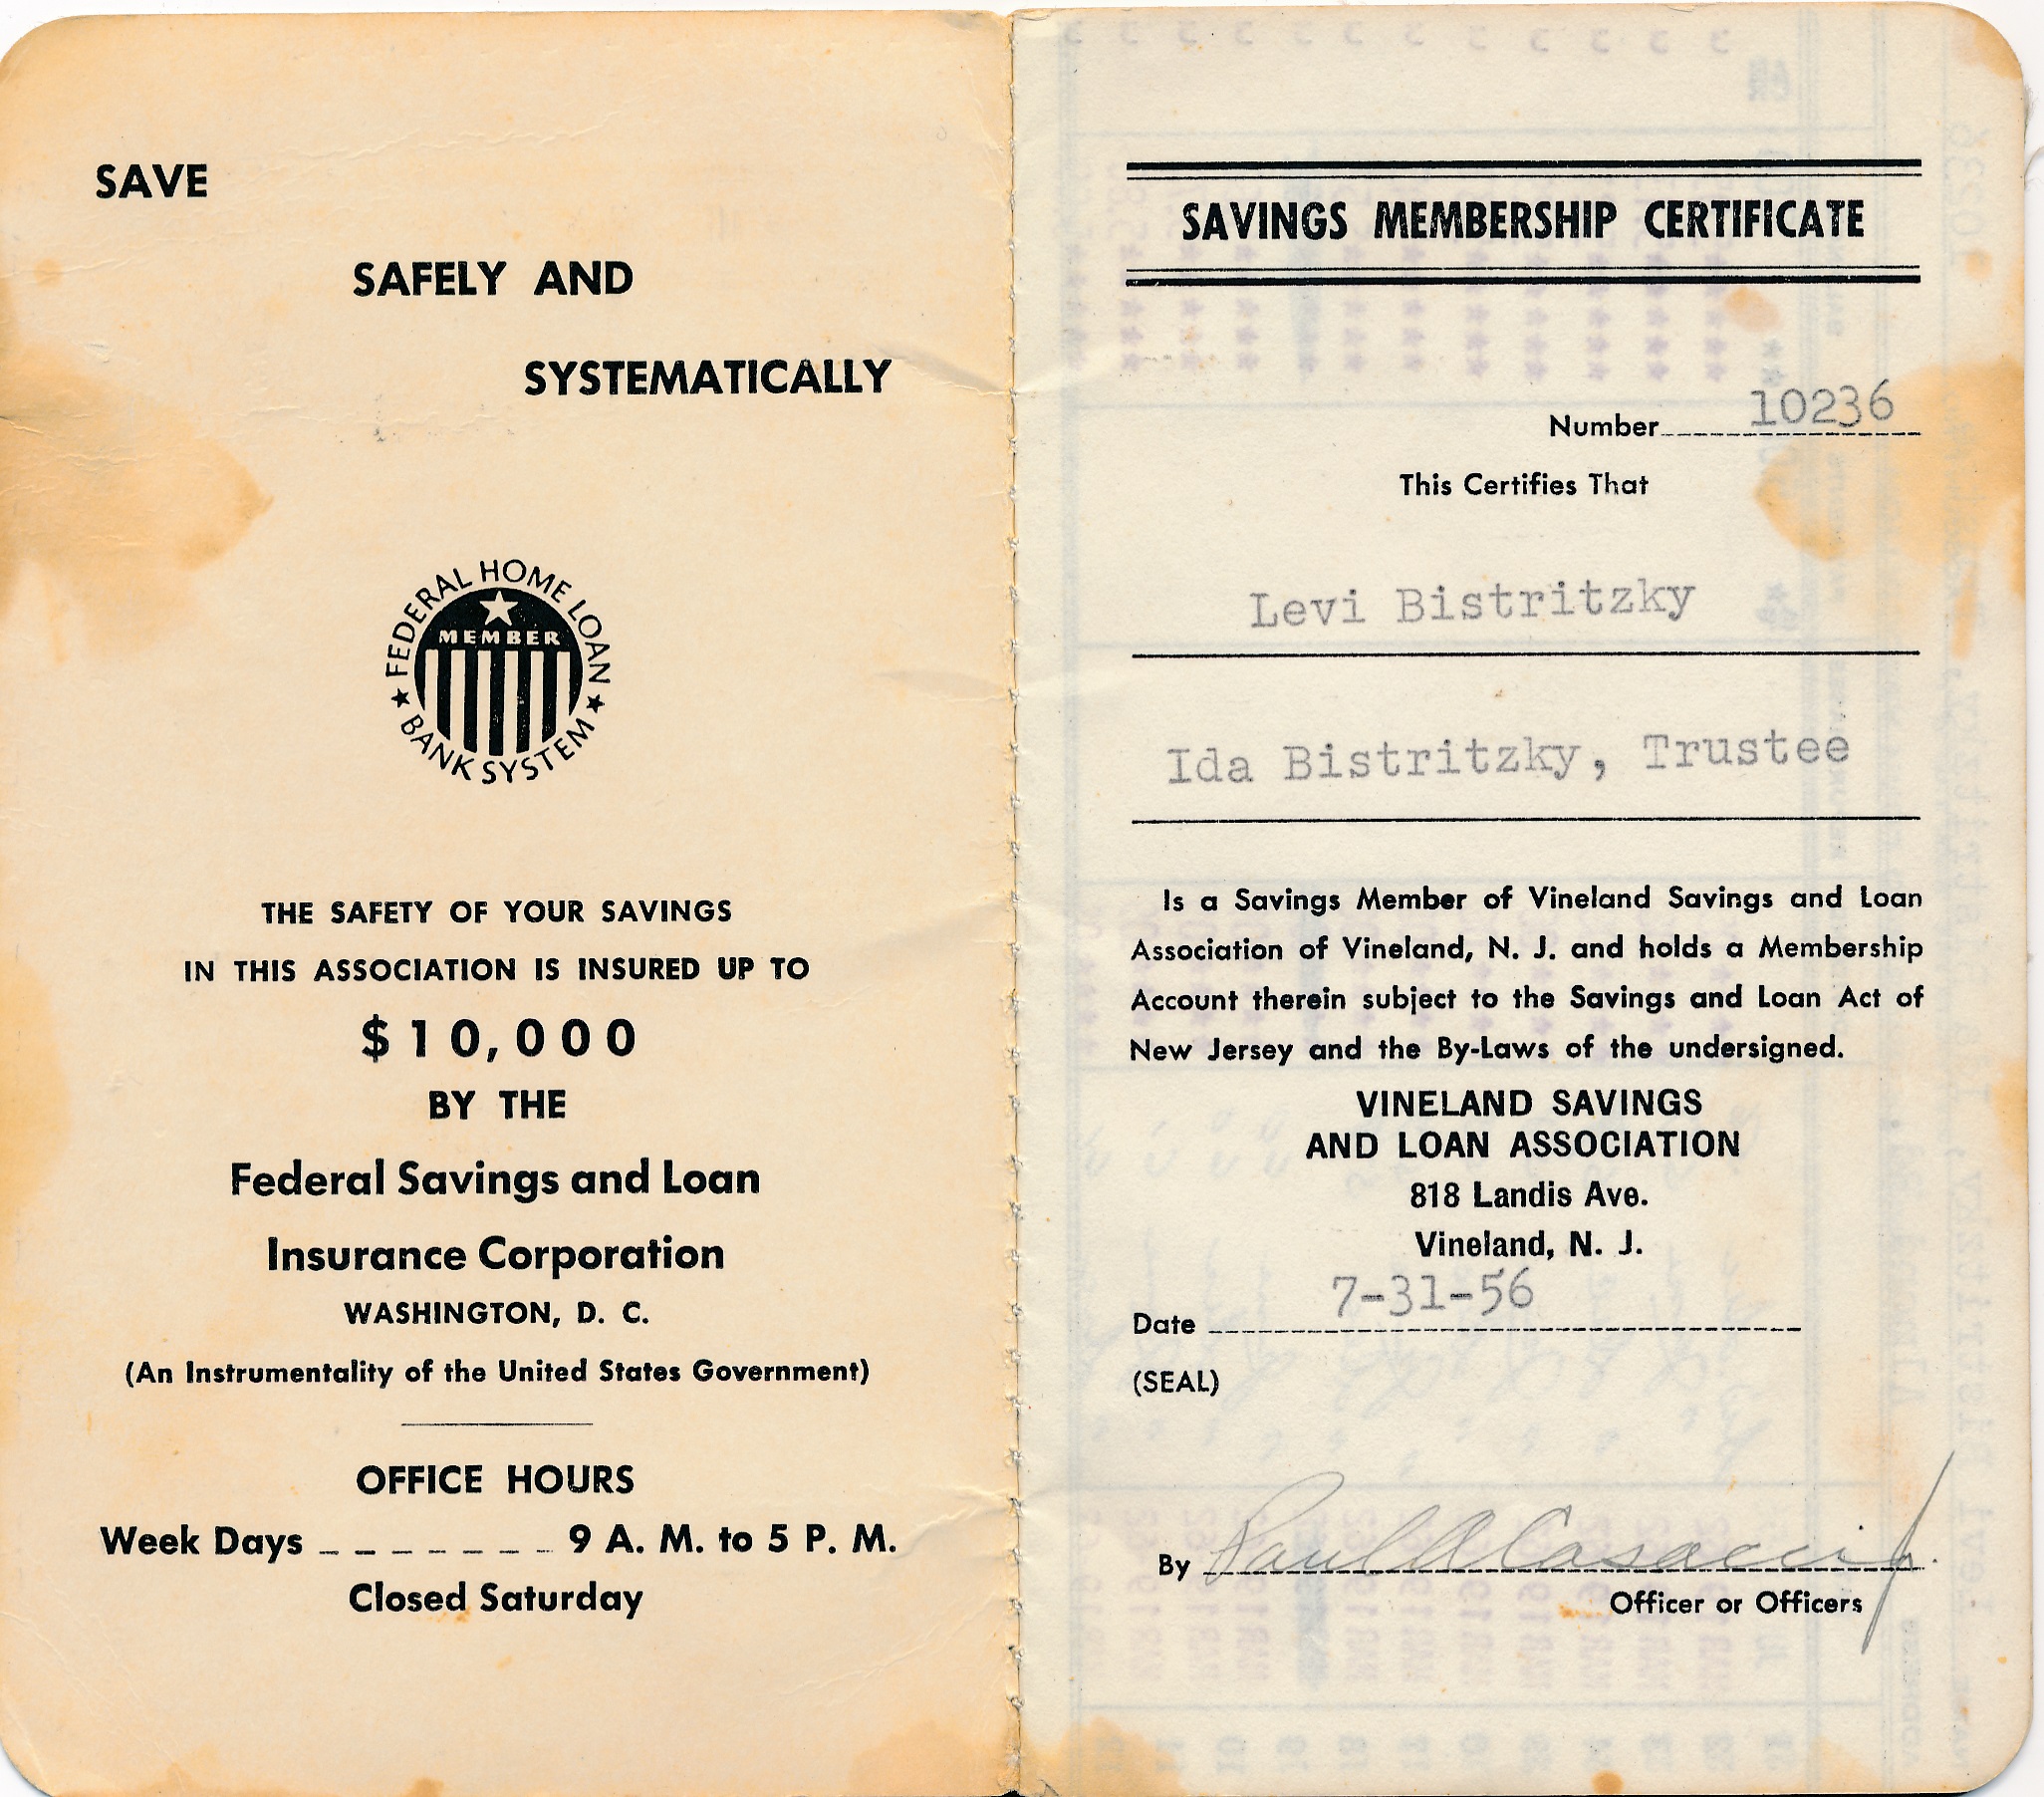 SAVE
SAFELY AND
SYSTEMATICALLY
FEDERAL HOME LOAN
MEMBER
BANK SYSTEM
THE SAFETY OF YOUR SAVINGS
IN THIS ASSOCIATION IS INSURED UP TO
$10,000
BY THE
Federal Savings and Loan
Insurance Corporation
WASHINGTON, D. C.
(An Instrumentality of the United States Government)
OFFICE HOURS
Week Days _ _ _ _ _ _ _ _ 9 A. M. to 5 P. M.
Closed Saturday
SAVINGS MEMBERSHIP CERTIFICATE
Number 10236
This Certifies That
Levi Bistritzky
Ida Bistritzky, Trustee
Is a Savings Member of Vineland Savings and Loan
Association of Vineland, N. J. and holds a Membership
Account therein subject to the Savings and Loan Act of
New Jersey and the By-Laws of the undersigned.
VINELAND SAVINGS
AND LOAN ASSOCIATION
818 Landis Ave.
Vineland, N. J.
Date 7-31-56
(SEAL)
By Paul A Casacci Jr.
Officer or Officers